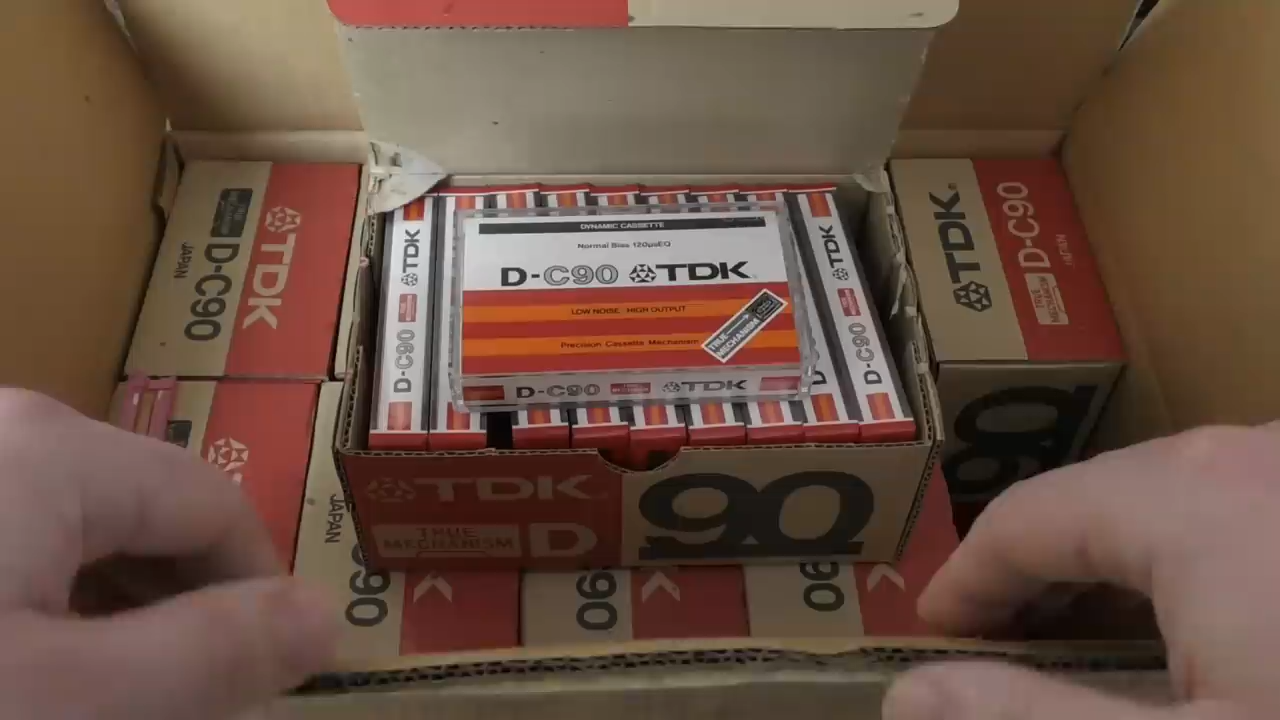 TDK
D-C90
JAPAN
TDK
D-C90
DYNAMIC CASSETTE
Normal Bias 120μsEQ
D-C90 TDK
LOW NOISE · HIGH OUTPUT
TRUE MECHANISM
Precision Cassette Mechanism
D-C90 TDK
TDK
D-C90
D
TDK.
D-C90
TRUE MECHANISM
JAPAN
90
TDK
TRUE
MECHANISM
D
90
JAPAN
90
90
90